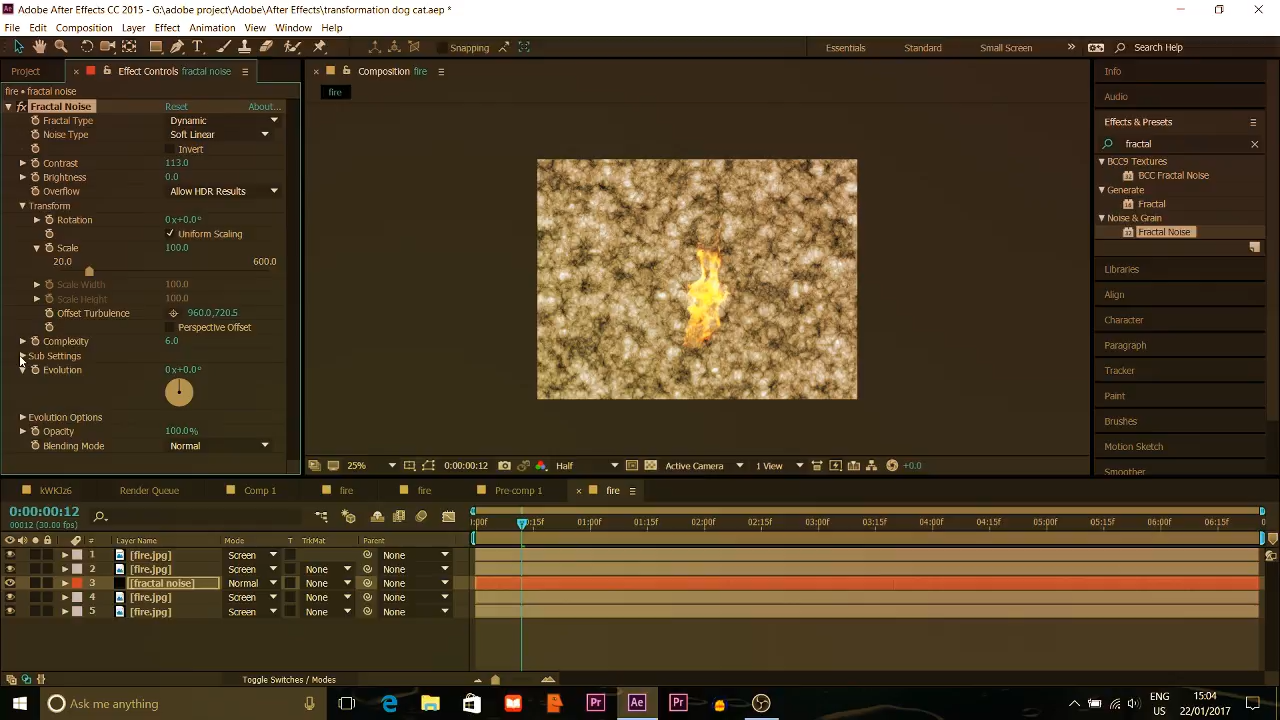 Adobe After Effects CC 2015 - E:\adobe project\Adobe\After Effects\transformation dog cat.aep *
File Edit Composition Layer Effect Animation View Window Help
Snapping Essentials Standard Small Screen Search Help
Project Effect Controls fractal noise
fire • fractal noise
fx Fractal Noise Reset About...
Fractal Type Dynamic
Noise Type Soft Linear
Invert
Contrast 113.0
Brightness 0.0
Overflow Allow HDR Results
Transform
Rotation 0x+0.0°
Uniform Scaling
Scale 100.0
20.0 600.0
Scale Width 100.0
Scale Height 100.0
Offset Turbulence 960.0,720.5
Perspective Offset
Complexity 6.0
Sub Settings
Evolution 0x+0.0°
Evolution Options
Opacity 100.0%
Blending Mode Normal
Composition fire
fire
25% 0:00:00:12 Half Active Camera 1 View +0.0
Info
Audio
Effects & Presets
fractal
BCC9 Textures
BCC Fractal Noise
Generate
Fractal
Noise & Grain
Fractal Noise
Libraries
Align
Character
Paragraph
Tracker
Paint
Brushes
Motion Sketch
Smoother
kWKJz6 Render Queue Comp 1 fire fire Pre-comp 1 fire
0:00:00:12
00012 (30.00 fps)
:00f 00:15f 01:00f 01:15f 02:00f 02:15f 03:00f 03:15f 04:00f 04:15f 05:00f 05:15f 06:00f 06:15f 0
# Layer Name Mode T TrkMat Parent
1 [fire.jpg] Screen None
2 [fire.jpg] Screen None None
3 [fractal noise] Normal None None
4 [fire.jpg] Screen None None
5 [fire.jpg] Screen None None
Toggle Switches / Modes
Ask me anything Pr Ae Pr ENG 15:04
US 22/01/2017